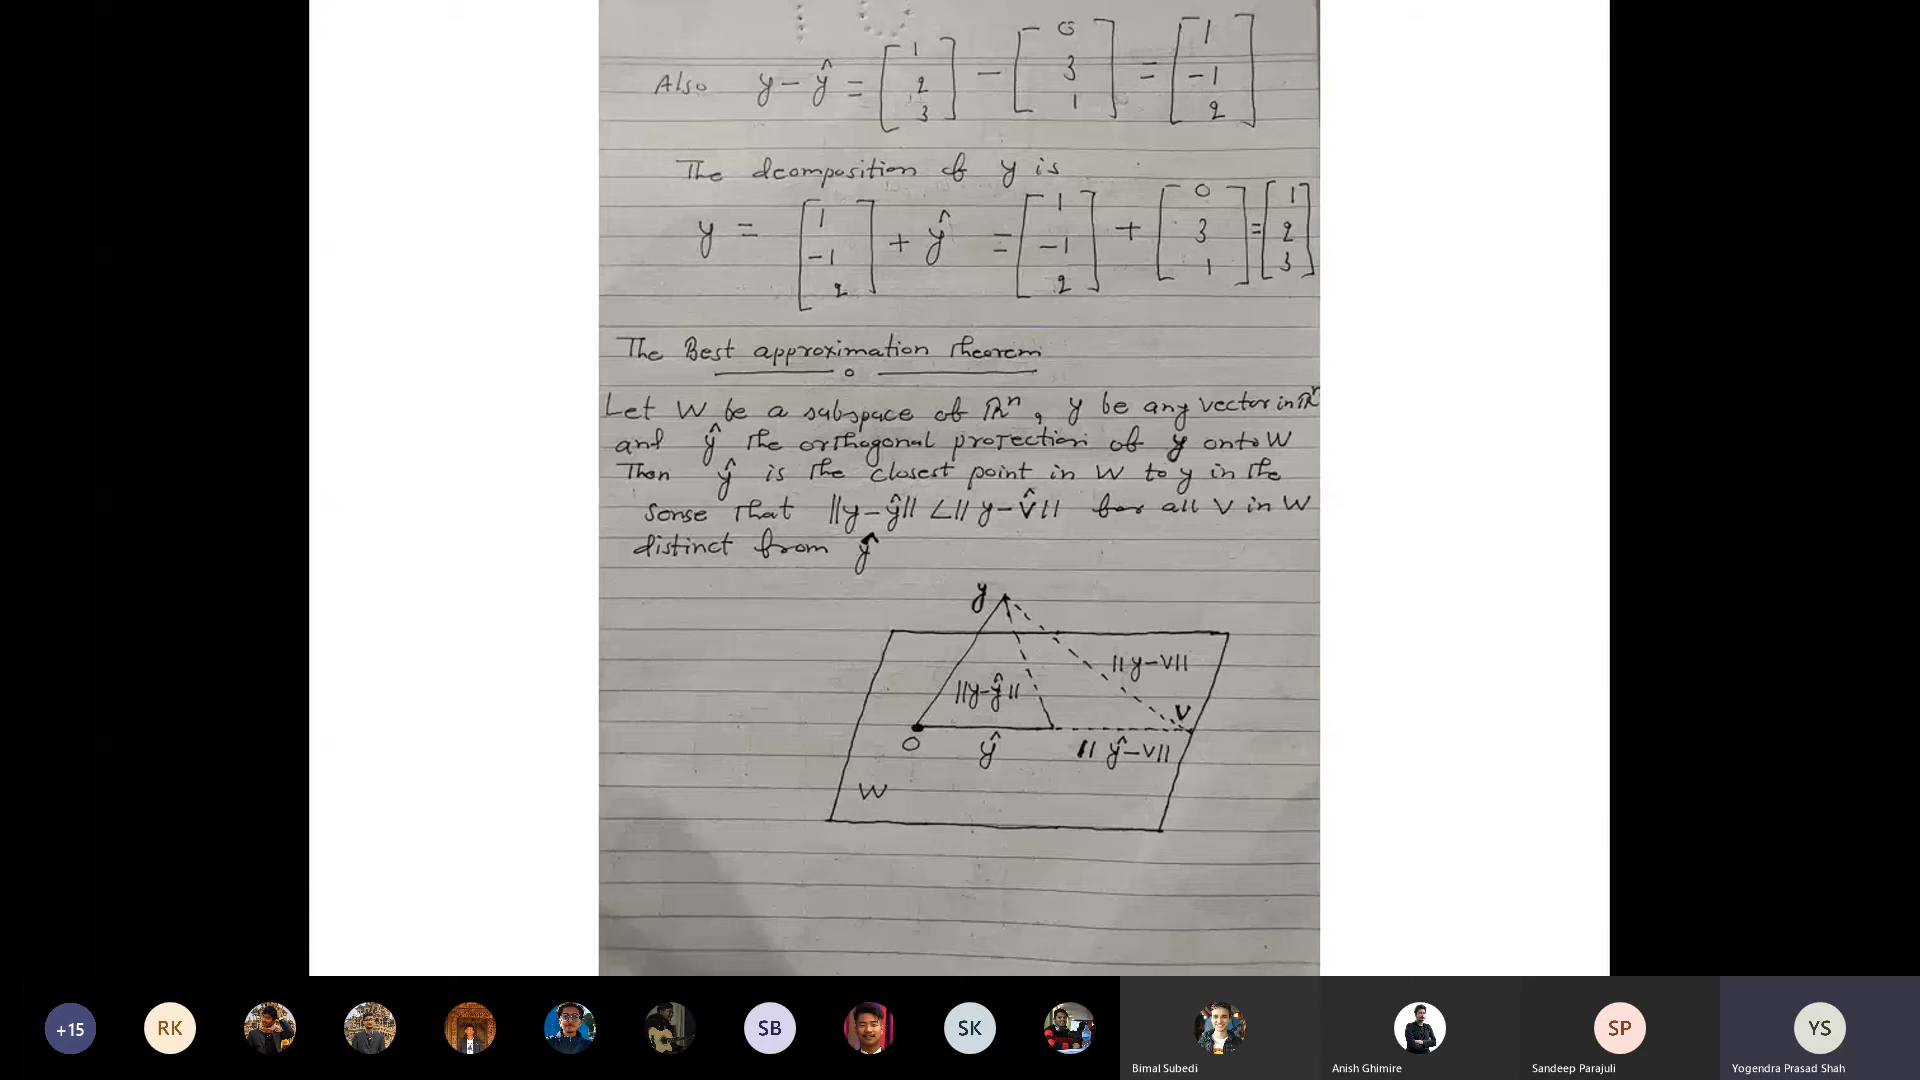 Also y - ŷ = [1 2 3] - [0 3 1] = [1 -1 2]
The dcomposition of y is
y = [1 -1 2] + ŷ = [1 -1 2] + [0 3 1] = [1 2 3]
The Best approximation Theorem
Let W be a subspace of ℝⁿ, y be any vector in ℝⁿ
and ŷ the orthogonal projection of y onto W
Then ŷ is the closest point in W to y in the
sense that ||y-ŷ|| < ||y-v̂|| for all v in W
distinct from ŷ
y
||y-v||
||y-ŷ||
v
O
ŷ
||ŷ-v||
W
+15
RK
SB
SK
SP
YS
Bimal Subedi
Anish Ghimire
Sandeep Parajuli
Yogendra Prasad Shah